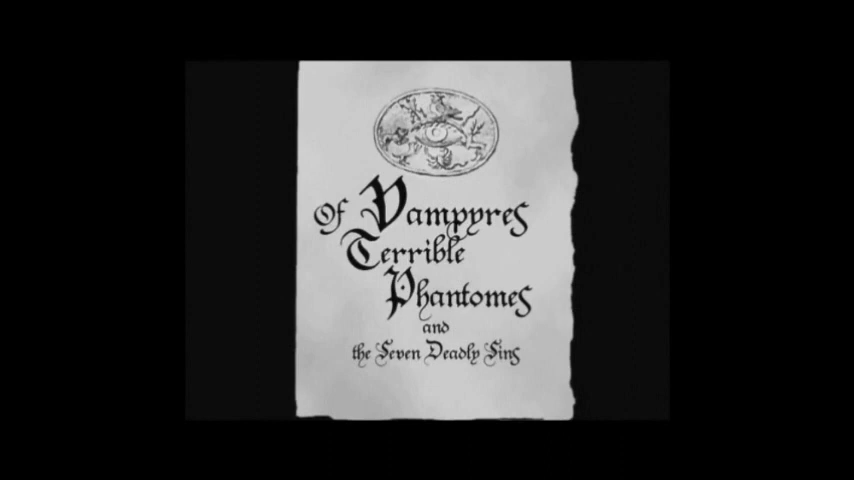 Of Vampyres
Terrible
Phantomes
and
the Seven Deadly Sins